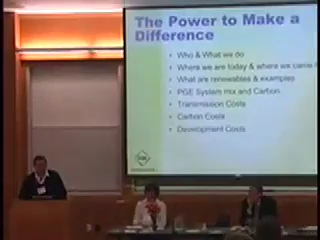 The Power to Make a
Difference
• Who & What we do
• Where we are today & where we came f
• What are renewables & examples
• PGE System mix and Carbon
• Transmission Costs
• Carbon Costs
• Development Costs